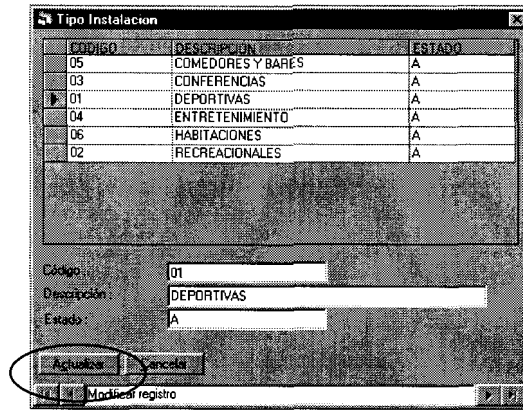 Tipo Instalacion
CODIGO DESCRIPCION ESTADO
05 COMEDORES Y BARES A
03 CONFERENCIAS A
01 DEPORTIVAS A
04 ENTRETENIMIENTO A
06 HABITACIONES A
02 RECREACIONALES A
Código : 01
Descripción : DEPORTIVAS
Estado : A
Actualizar Cancelar
Modificar registro